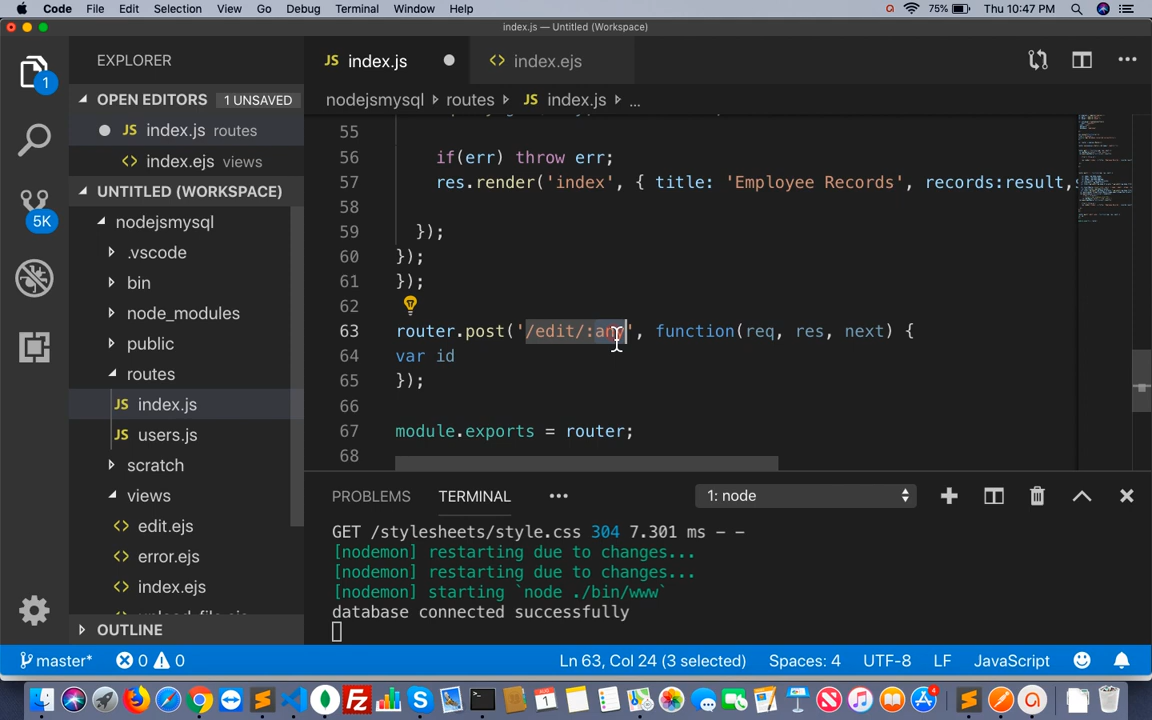 Code File Edit Selection View Go Debug Terminal Window Help 75% Thu 10:47 PM
index.js — Untitled (Workspace)
EXPLORER
1
OPEN EDITORS 1 UNSAVED
JS index.js routes
<> index.ejs views
UNTITLED (WORKSPACE)
5K
nodejsmysql
.vscode
bin
node_modules
public
routes
JS index.js
JS users.js
scratch
views
<> edit.ejs
<> error.ejs
<> index.ejs
OUTLINE
JS index.js
<> index.ejs
nodejsmysql routes JS index.js ...
55
56 if(err) throw err;
57 res.render('index', { title: 'Employee Records', records:result,
58
59 });
60 });
61 });
62
63 router.post('/edit/:any', function(req, res, next) {
64 var id
65 });
66
67 module.exports = router;
68
PROBLEMS TERMINAL ••• 1: node
GET /stylesheets/style.css 304 7.301 ms - -
[nodemon] restarting due to changes...
[nodemon] restarting due to changes...
[nodemon] starting `node ./bin/www`
database connected successfully
master* 0 0 Ln 63, Col 24 (3 selected) Spaces: 4 UTF-8 LF JavaScript